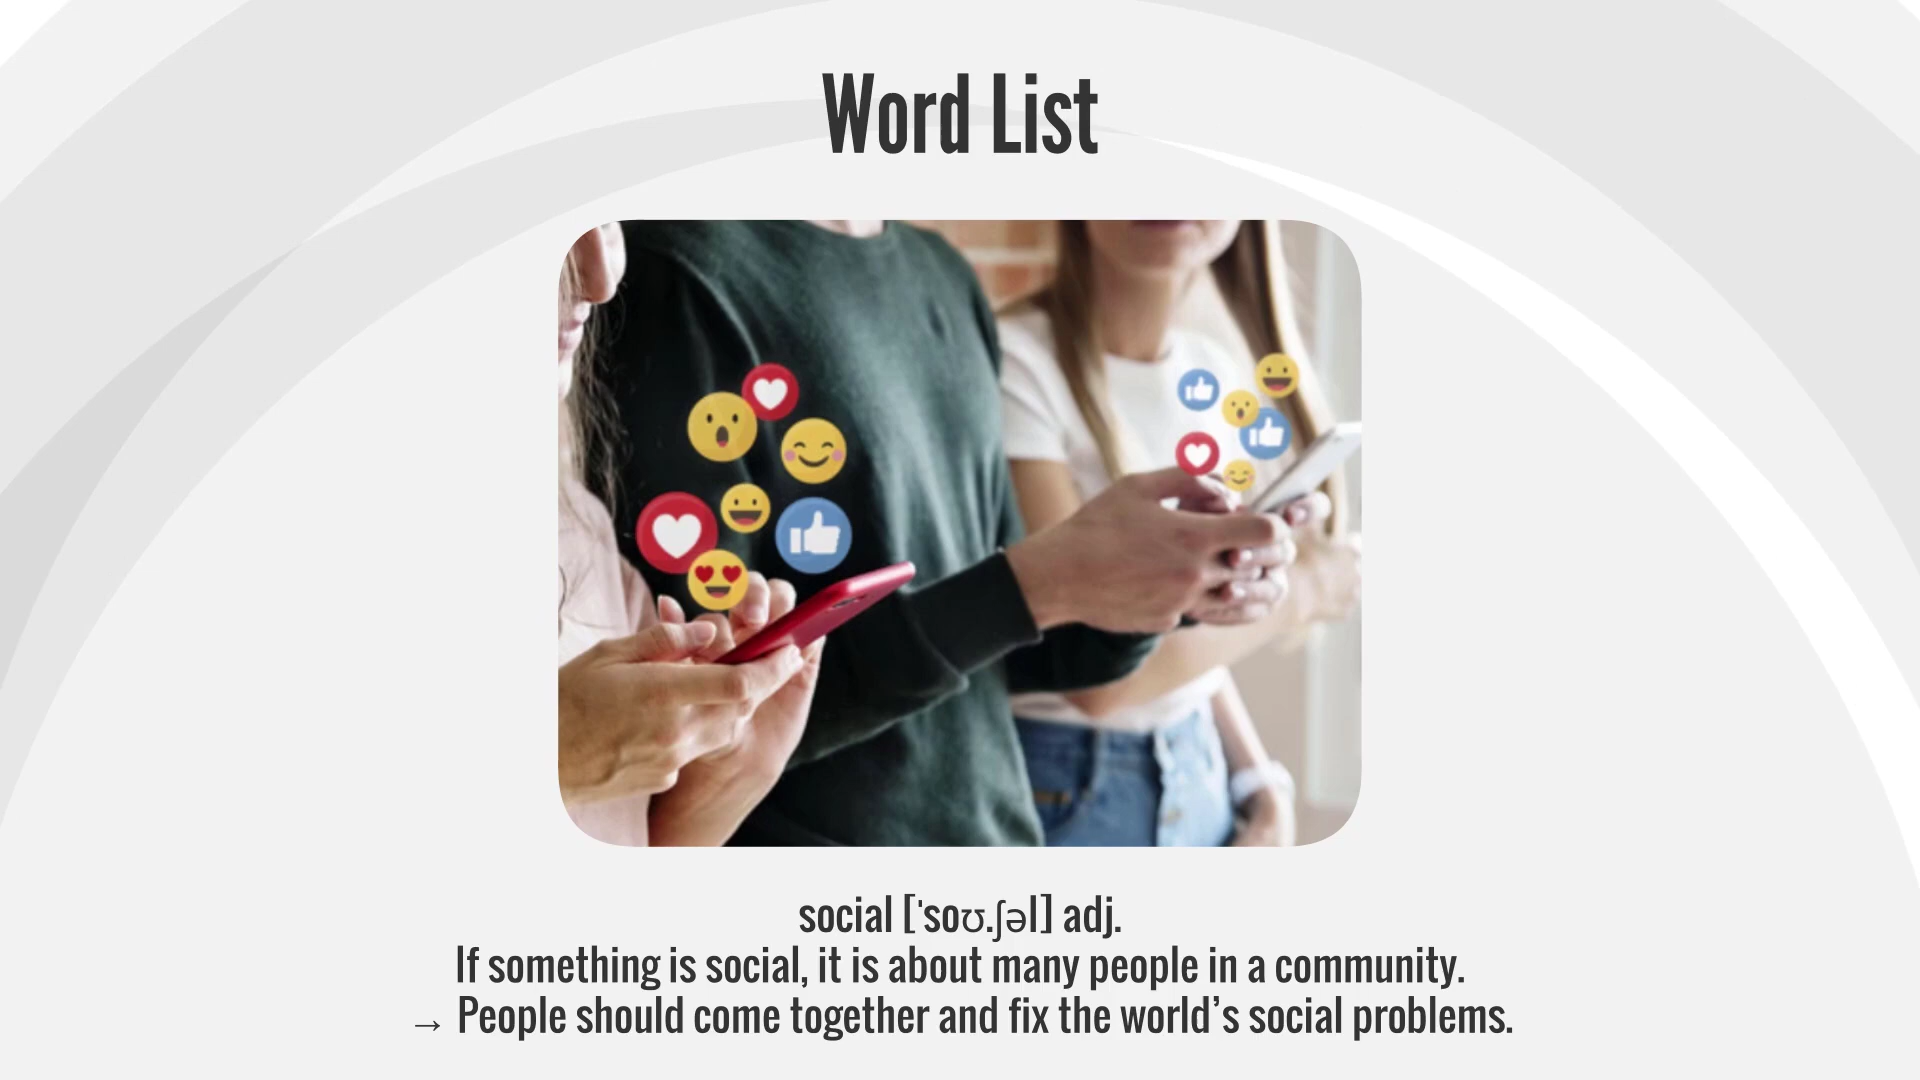 Word List
social [ˈsoʊ.ʃəl] adj.
If something is social, it is about many people in a community.
→ People should come together and fix the world’s social problems.